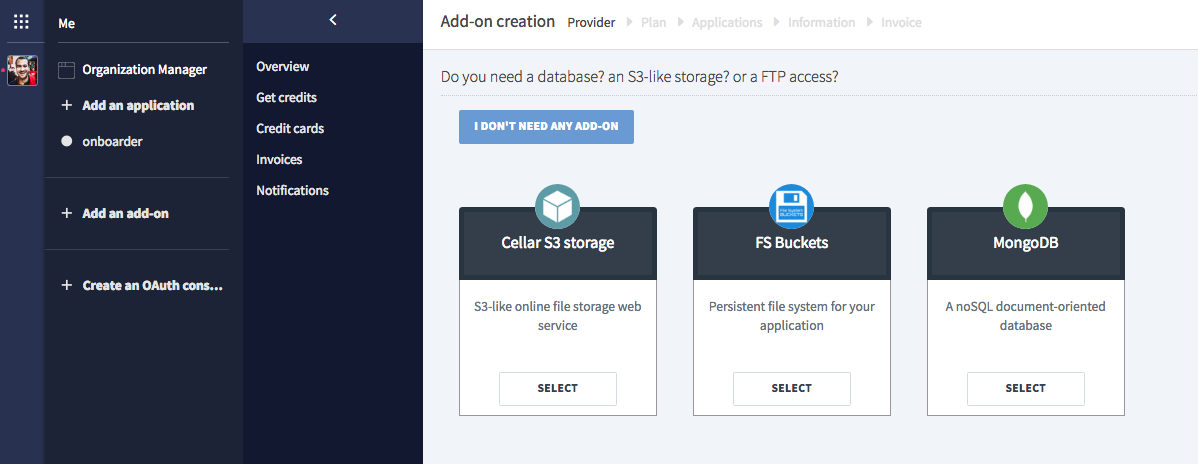 Me
Organization Manager
+ Add an application
onboarder
+ Add an add-on
+ Create an OAuth cons...
Overview
Get credits
Credit cards
Invoices
Notifications
Add-on creation Provider Plan Applications Information Invoice
Do you need a database? an S3-like storage? or a FTP access?
I DON'T NEED ANY ADD-ON
Cellar S3 storage
S3-like online file storage web
service
SELECT
FS BUCKETS
FS Buckets
Persistent file system for your
application
SELECT
MongoDB
A noSQL document-oriented
database
SELECT